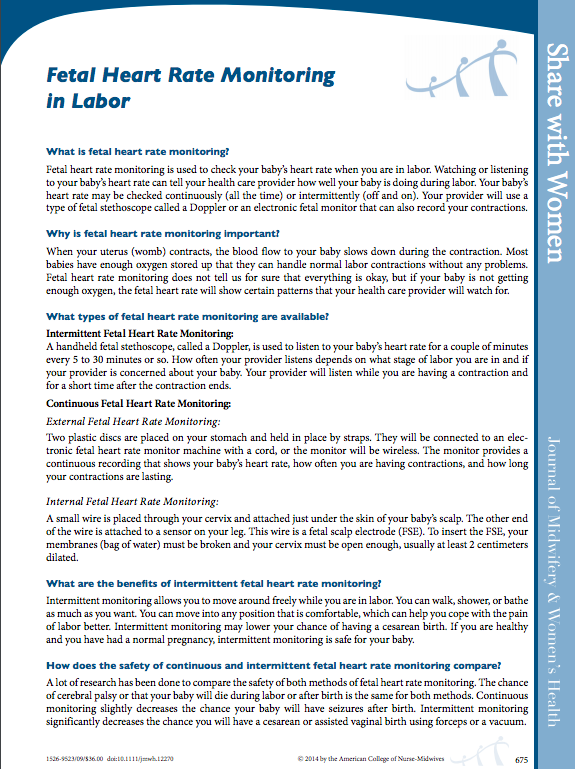 Fetal Heart Rate Monitoring
in Labor
What is fetal heart rate monitoring?
Fetal heart rate monitoring is used to check your baby's heart rate when you are in labor. Watching or listening
to your baby's heart rate can tell your health care provider how well your baby is doing during labor. Your baby's
heart rate may be checked continuously (all the time) or intermittently (off and on). Your provider will use a
type of fetal stethoscope called a Doppler or an electronic fetal monitor that can also record your contractions.
Why is fetal heart rate monitoring important?
When your uterus (womb) contracts, the blood flow to your baby slows down during the contraction. Most
babies have enough oxygen stored up that they can handle normal labor contractions without any problems.
Fetal heart rate monitoring does not tell us for sure that everything is okay, but if your baby is not getting
enough oxygen, the fetal heart rate will show certain patterns that your health care provider will watch for.
What types of fetal heart rate monitoring are available?
Intermittent Fetal Heart Rate Monitoring:
A handheld fetal stethoscope, called a Doppler, is used to listen to your baby's heart rate for a couple of minutes
every 5 to 30 minutes or so. How often your provider listens depends on what stage of labor you are in and if
your provider is concerned about your baby. Your provider will listen while you are having a contraction and
for a short time after the contraction ends.
Continuous Fetal Heart Rate Monitoring:
External Fetal Heart Rate Monitoring:
Two plastic discs are placed on your stomach and held in place by straps. They will be connected to an elec-
tronic fetal heart rate monitor machine with a cord, or the monitor will be wireless. The monitor provides a
continuous recording that shows your baby's heart rate, how often you are having contractions, and how long
your contractions are lasting.
Internal Fetal Heart Rate Monitoring:
A small wire is placed through your cervix and attached just under the skin of your baby's scalp. The other end
of the wire is attached to a sensor on your leg. This wire is a fetal scalp electrode (FSE). To insert the FSE, your
membranes (bag of water) must be broken and your cervix must be open enough, usually at least 2 centimeters
dilated.
What are the benefits of intermittent fetal heart rate monitoring?
Intermittent monitoring allows you to move around freely while you are in labor. You can walk, shower, or bathe
as much as you want. You can move into any position that is comfortable, which can help you cope with the pain
of labor better. Intermittent monitoring may lower your chance of having a cesarean birth. If you are healthy
and you have had a normal pregnancy, intermittent monitoring is safe for your baby.
How does the safety of continuous and intermittent fetal heart rate monitoring compare?
A lot of research has been done to compare the safety of both methods of fetal heart rate monitoring. The chance
of cerebral palsy or that your baby will die during labor or after birth is the same for both methods. Continuous
monitoring slightly decreases the chance your baby will have seizures after birth. Intermittent monitoring
significantly decreases the chance you will have a cesarean or assisted vaginal birth using forceps or a vacuum.
1526-9523/09/$36.00 doi:10.1111/jmwh.12270
© 2014 by the American College of Nurse-Midwives
675
Share with Women
Journal of Midwifery & Women's Health